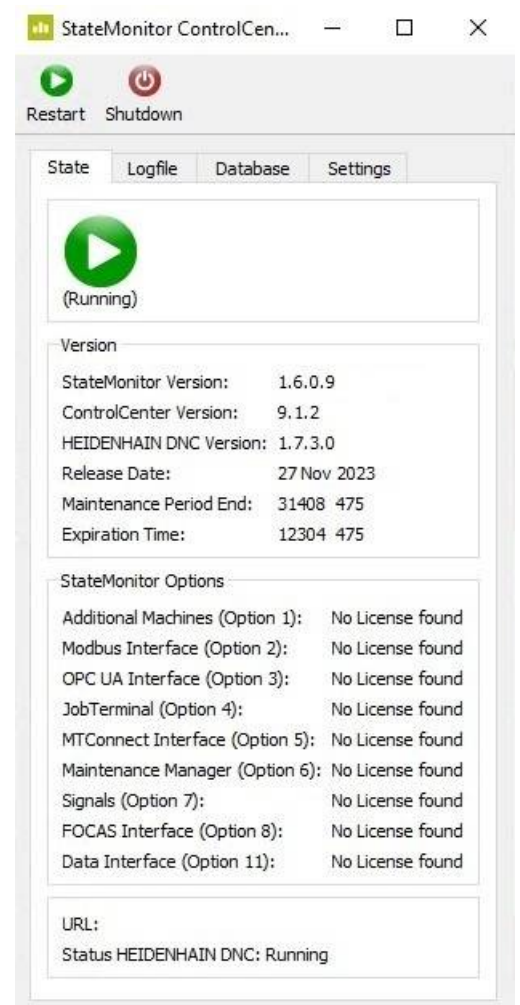 StateMonitor ControlCen...
Restart Shutdown
State Logfile Database Settings
(Running)
Version
StateMonitor Version: 1.6.0.9
ControlCenter Version: 9.1.2
HEIDENHAIN DNC Version: 1.7.3.0
Release Date: 27 Nov 2023
Maintenance Period End: 31408 475
Expiration Time: 12304 475
StateMonitor Options
Additional Machines (Option 1): No License found
Modbus Interface (Option 2): No License found
OPC UA Interface (Option 3): No License found
JobTerminal (Option 4): No License found
MTConnect Interface (Option 5): No License found
Maintenance Manager (Option 6): No License found
Signals (Option 7): No License found
FOCAS Interface (Option 8): No License found
Data Interface (Option 11): No License found
URL:
Status HEIDENHAIN DNC: Running